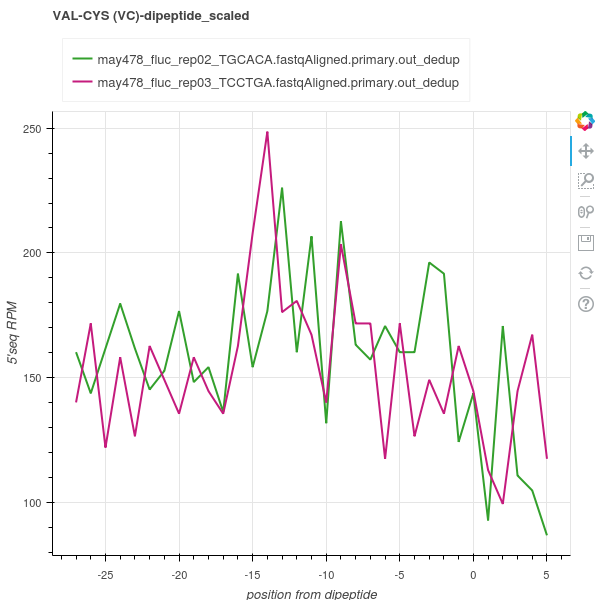 VAL-CYS (VC)-dipeptide_scaled
may478_fluc_rep02_TGCACA.fastqAligned.primary.out_dedup
may478_fluc_rep03_TCCTGA.fastqAligned.primary.out_dedup
250
200
150
100
5'seq RPM
-25 -20 -15 -10 -5 0 5
position from dipeptide